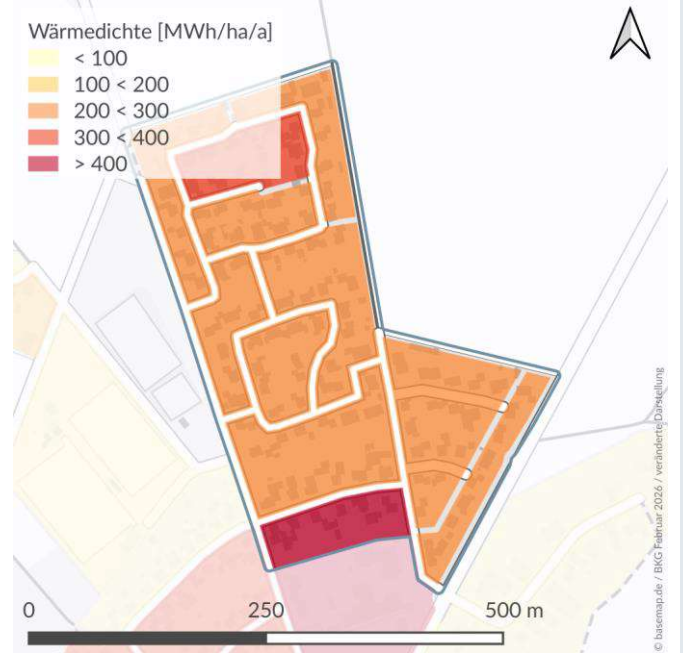 Wärmedichte [MWh/ha/a]
< 100
100 < 200
200 < 300
300 < 400
> 400
0 250 500 m
© basemap.de / BKG Februar 2026 / veränderte Darstellung